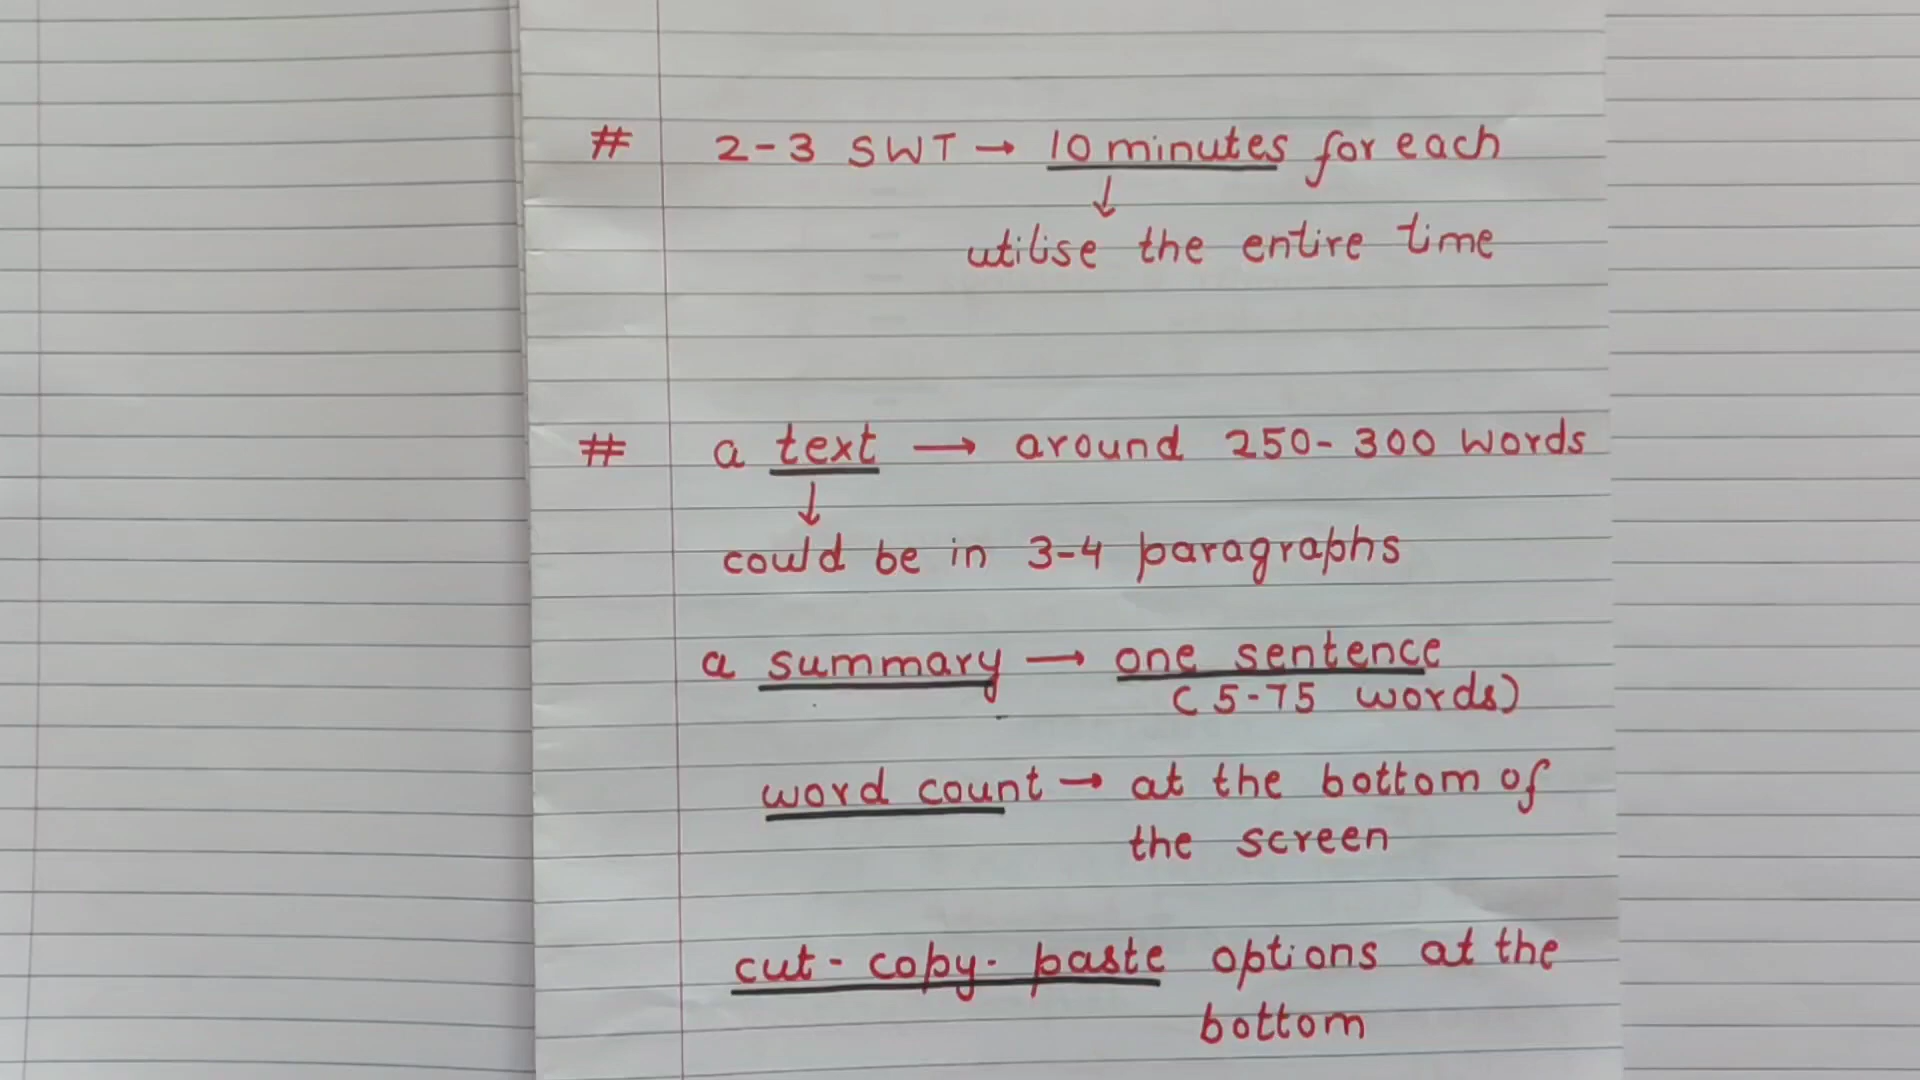 # 2-3 SWT → 10 minutes for each
↓
utilise the entire time
# a text → around 250-300 words
↓
could be in 3-4 paragraphs
a summary → one sentence
(5-75 words)
word count → at the bottom of
the screen
cut-copy-paste options at the
bottom